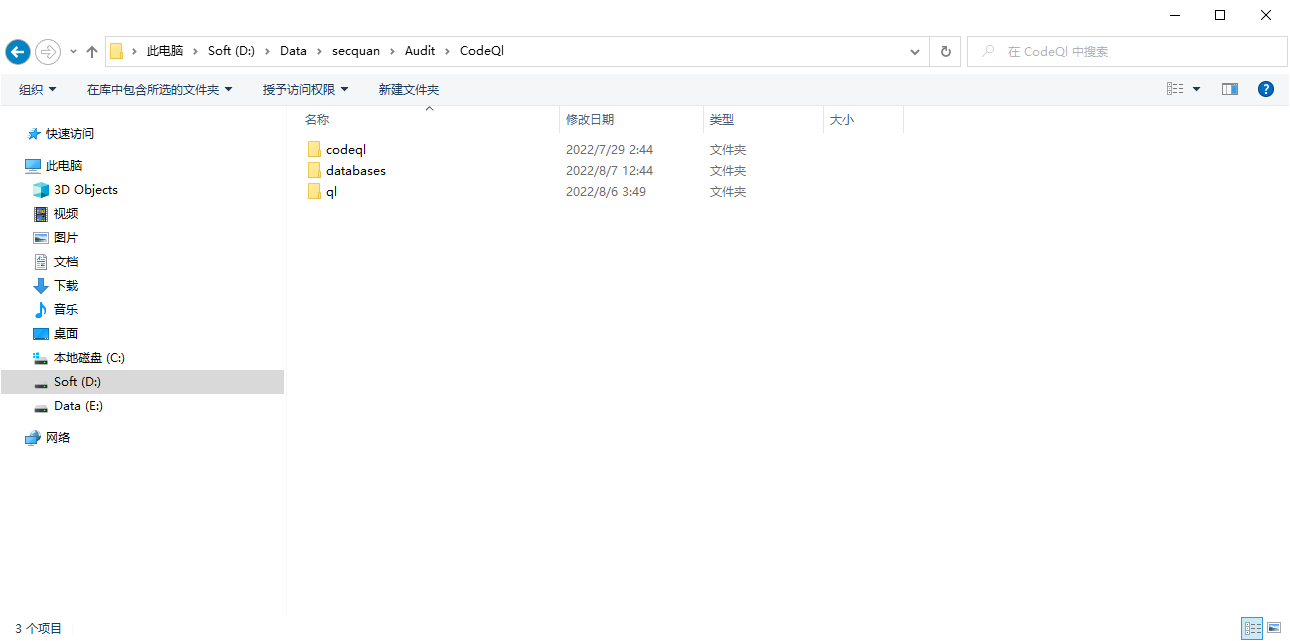 此电脑 Soft (D:) Data secquan Audit CodeQl
在 CodeQl 中搜索
组织 在库中包含所选的文件夹 授予访问权限 新建文件夹
名称 修改日期 类型 大小
快速访问
此电脑
3D Objects
视频
图片
文档
下载
音乐
桌面
本地磁盘 (C:)
Soft (D:)
Data (E:)
网络
codeql 2022/7/29 2:44 文件夹
databases 2022/8/7 12:44 文件夹
ql 2022/8/6 3:49 文件夹
3 个项目